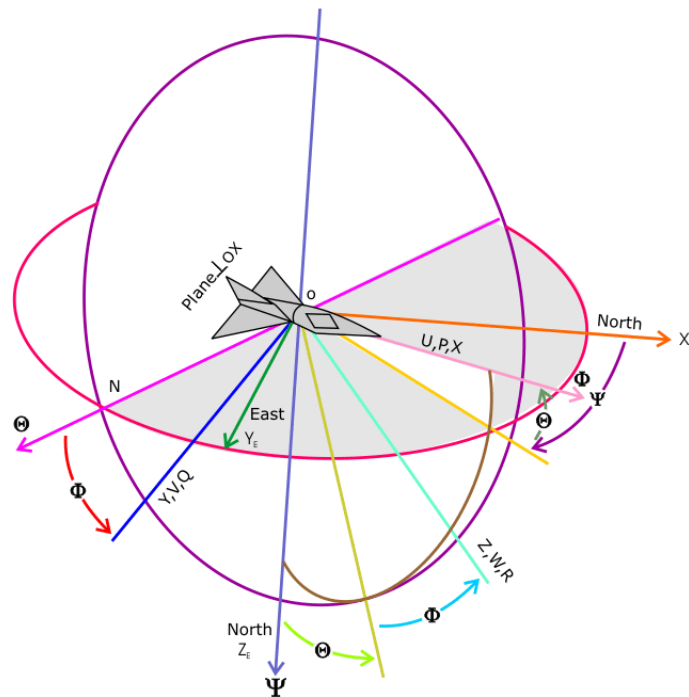 Plane⊥OX
o
North
X
U,P,X
Φ
Ψ
Θ
N
Θ
East
Y_E
Y,V,Q
Φ
Z,W,R
Φ
North
Z_E
Θ
Ψ